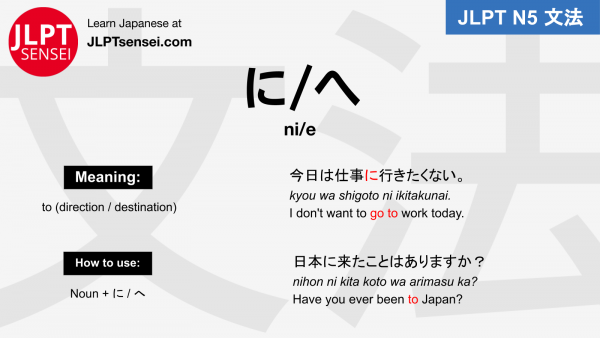 JLPT
SENSEI
Learn Japanese at
JLPTsensei.com
JLPT N5 文法
文法
に/へ
ni/e
Meaning:
to (direction / destination)
How to use:
Noun + に / へ
今日は仕事に行きたくない。
kyou wa shigoto ni ikitakunai.
I don't want to go to work today.
日本に来たことはありますか？
nihon ni kita koto wa arimasu ka?
Have you ever been to Japan?